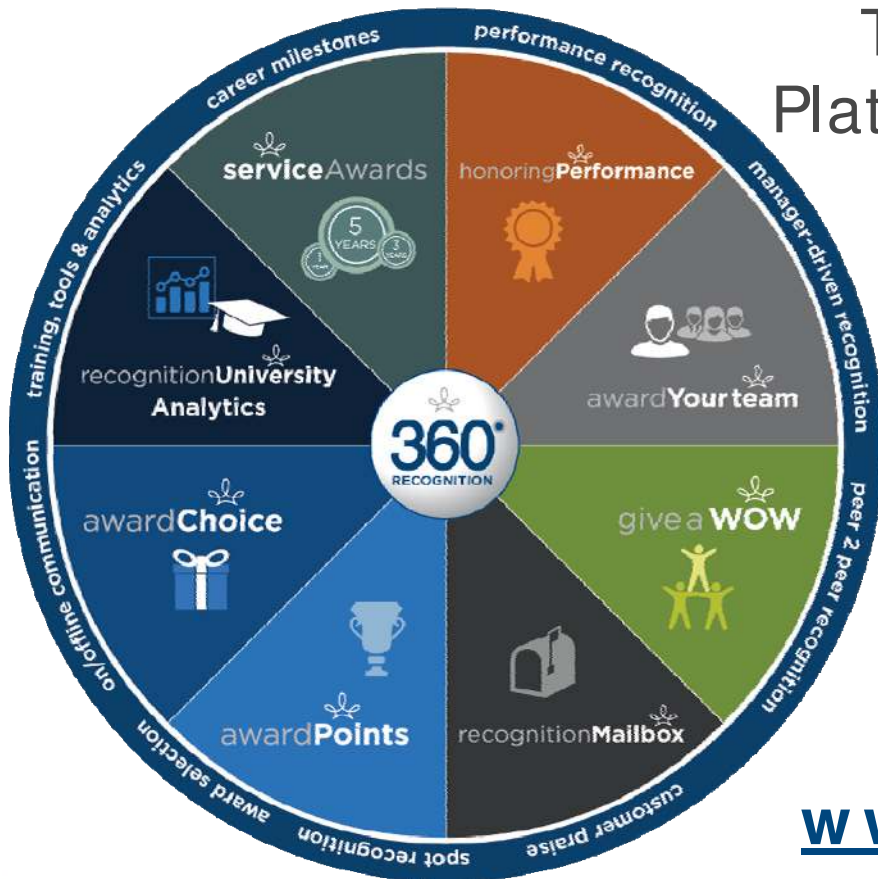 career milestones
performance recognition
manager-driven recognition
peer 2 peer recognition
customer praise
spot recognition
award selection
on/offline communication
training, tools & analytics
T
Plat
serviceAwards
1
YEAR
5
YEARS
3
YEARS
honoringPerformance
recognitionUniversity
Analytics
awardYourteam
360°
RECOGNITION
awardChoice
give a WOW
awardPoints
recognitionMailbox